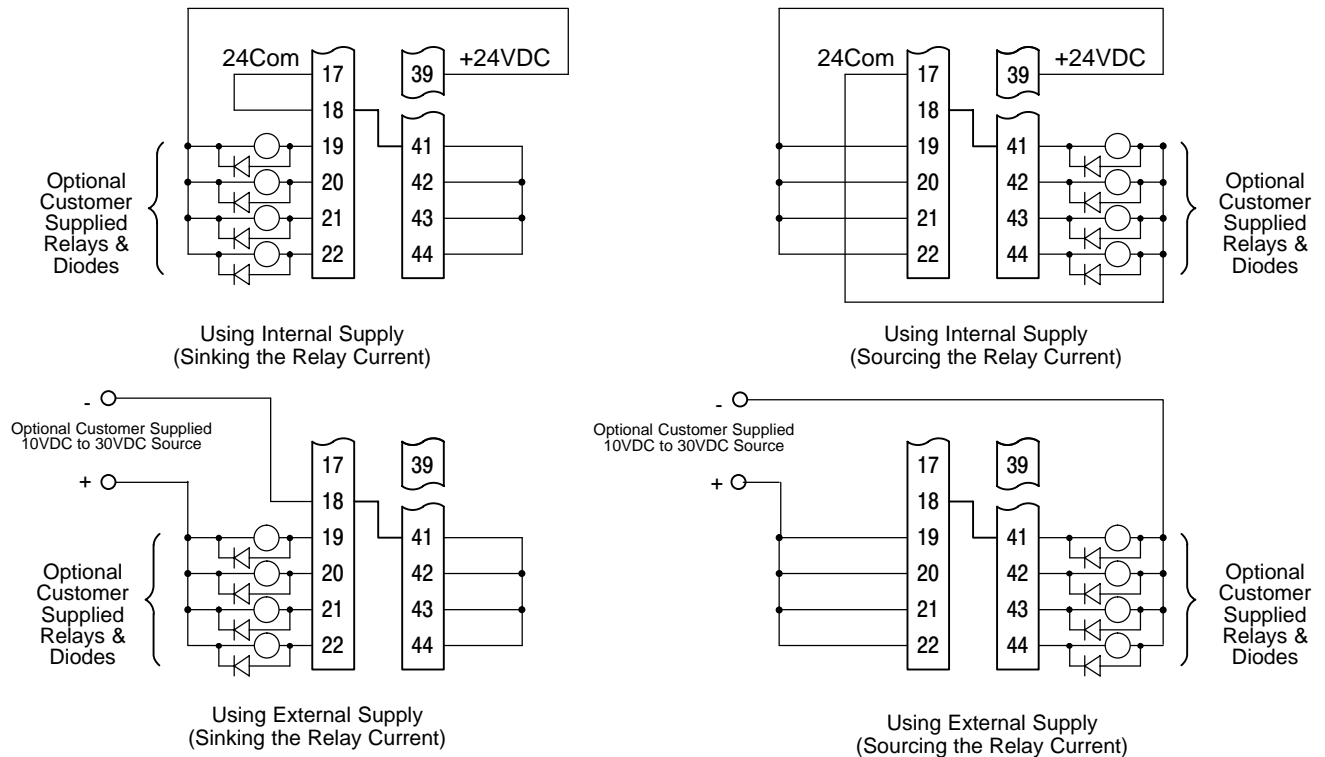 24Com
17
39
+24VDC
18
19
41
20
42
21
43
22
44
Optional
Customer
Supplied
Relays &
Diodes
Using Internal Supply
(Sinking the Relay Current)
24Com
17
39
+24VDC
18
19
41
20
42
21
43
22
44
Optional
Customer
Supplied
Relays &
Diodes
Using Internal Supply
(Sourcing the Relay Current)
-
Optional Customer Supplied
10VDC to 30VDC Source
+
17
39
18
19
41
20
42
21
43
22
44
Optional
Customer
Supplied
Relays &
Diodes
Using External Supply
(Sinking the Relay Current)
-
Optional Customer Supplied
10VDC to 30VDC Source
+
17
39
18
19
41
20
42
21
43
22
44
Optional
Customer
Supplied
Relays &
Diodes
Using External Supply
(Sourcing the Relay Current)